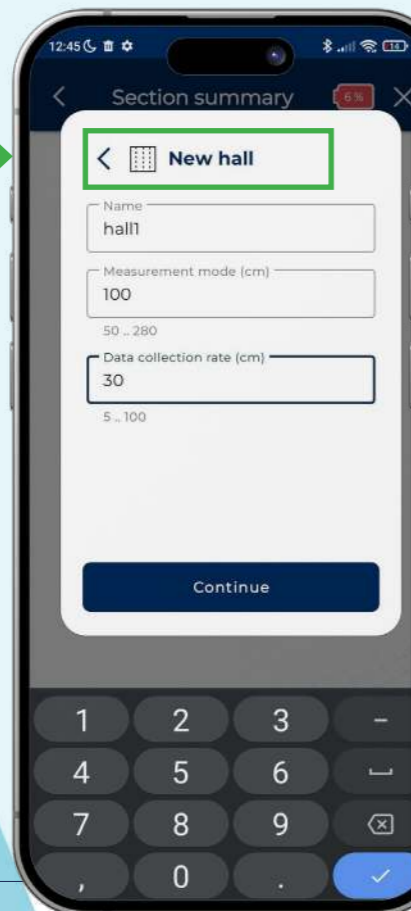 12:45
Section summary 6%
New hall
Name
hall1
Measurement mode (cm)
100
50 .. 280
Data collection rate (cm)
30
5 .. 100
Continue
1 2 3 -
4 5 6
7 8 9
, 0 .